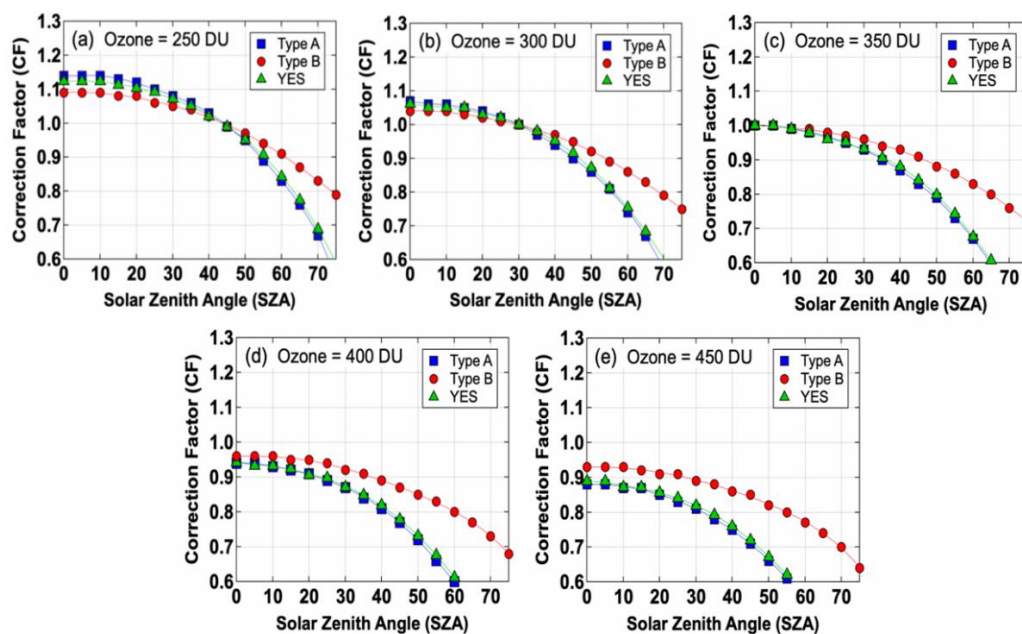 (a) Ozone = 250 DU
Type A
Type B
YES
Correction Factor (CF)
1.3
1.2
1.1
1.0
0.9
0.8
0.7
0.6
0 10 20 30 40 50 60 70
Solar Zenith Angle (SZA)
(b) Ozone = 300 DU
Type A
Type B
YES
Correction Factor (CF)
1.3
1.2
1.1
1.0
0.9
0.8
0.7
0.6
0 10 20 30 40 50 60 70
Solar Zenith Angle (SZA)
(c) Ozone = 350 DU
Type A
Type B
YES
Correction Factor (CF)
1.3
1.2
1.1
1.0
0.9
0.8
0.7
0.6
0 10 20 30 40 50 60 70
Solar Zenith Angle (SZA)
(d) Ozone = 400 DU
Type A
Type B
YES
Correction Factor (CF)
1.3
1.2
1.1
1.0
0.9
0.8
0.7
0.6
0 10 20 30 40 50 60 70
Solar Zenith Angle (SZA)
(e) Ozone = 450 DU
Type A
Type B
YES
Correction Factor (CF)
1.3
1.2
1.1
1.0
0.9
0.8
0.7
0.6
0 10 20 30 40 50 60 70
Solar Zenith Angle (SZA)